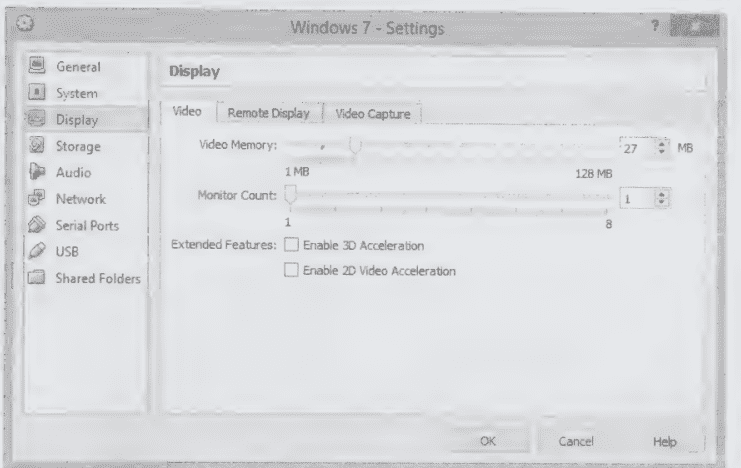 Windows 7 - Settings ?
General
System
Display
Storage
Audio
Network
Serial Ports
USB
Shared Folders
Display
Video Remote Display Video Capture
Video Memory: 27 MB
1 MB 128 MB
Monitor Count: 1
1 8
Extended Features: Enable 3D Acceleration
Enable 2D Video Acceleration
OK Cancel Help